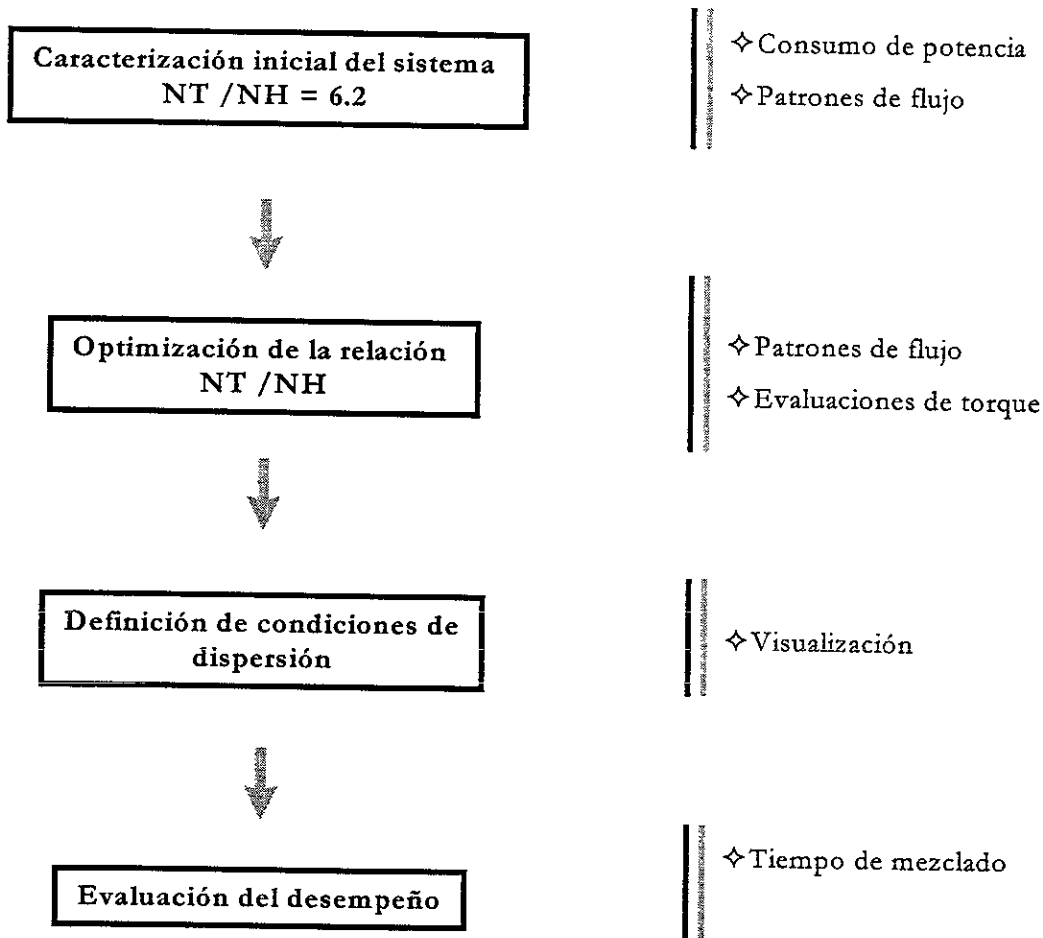 Caracterización inicial del sistema
NT /NH = 6.2
✧Consumo de potencia
✧Patrones de flujo
Optimización de la relación
NT /NH
✧Patrones de flujo
✧Evaluaciones de torque
Definición de condiciones de
dispersión
✧Visualización
Evaluación del desempeño
✧Tiempo de mezclado